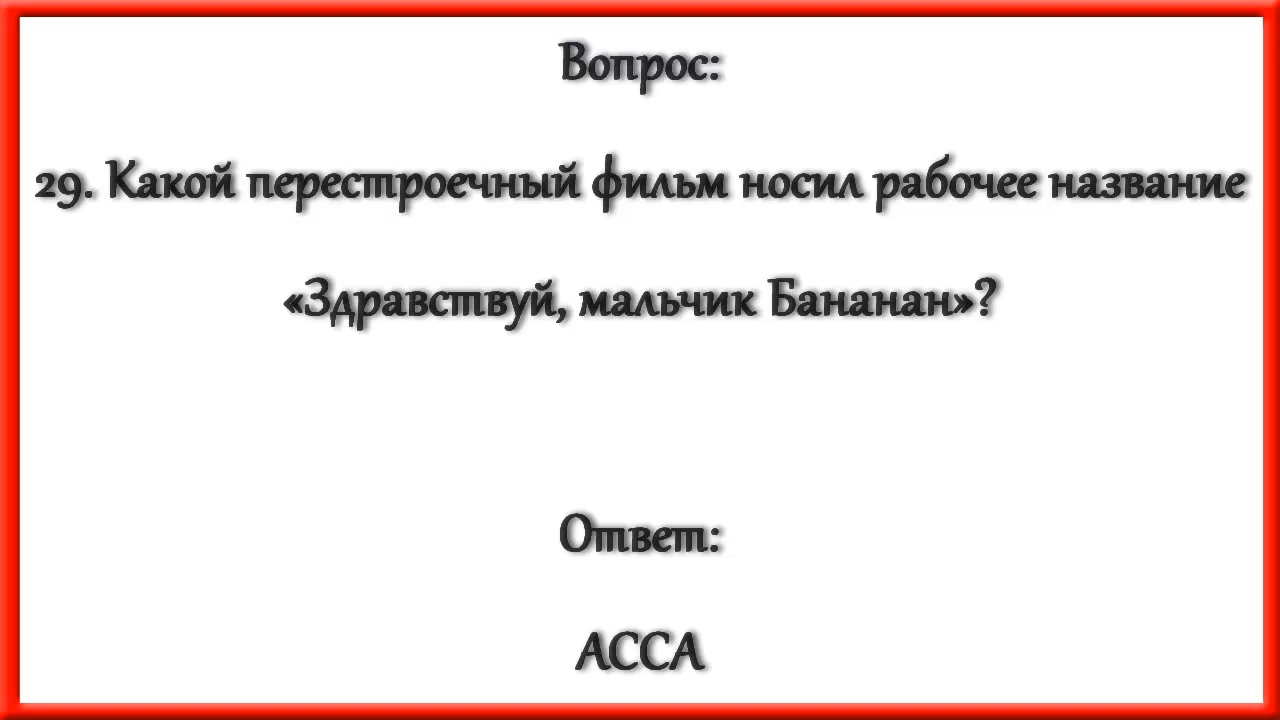 Вопрос:
29. Какой перестроечный фильм носил рабочее название
«Здравствуй, мальчик Бананан»?
Ответ:
АССА